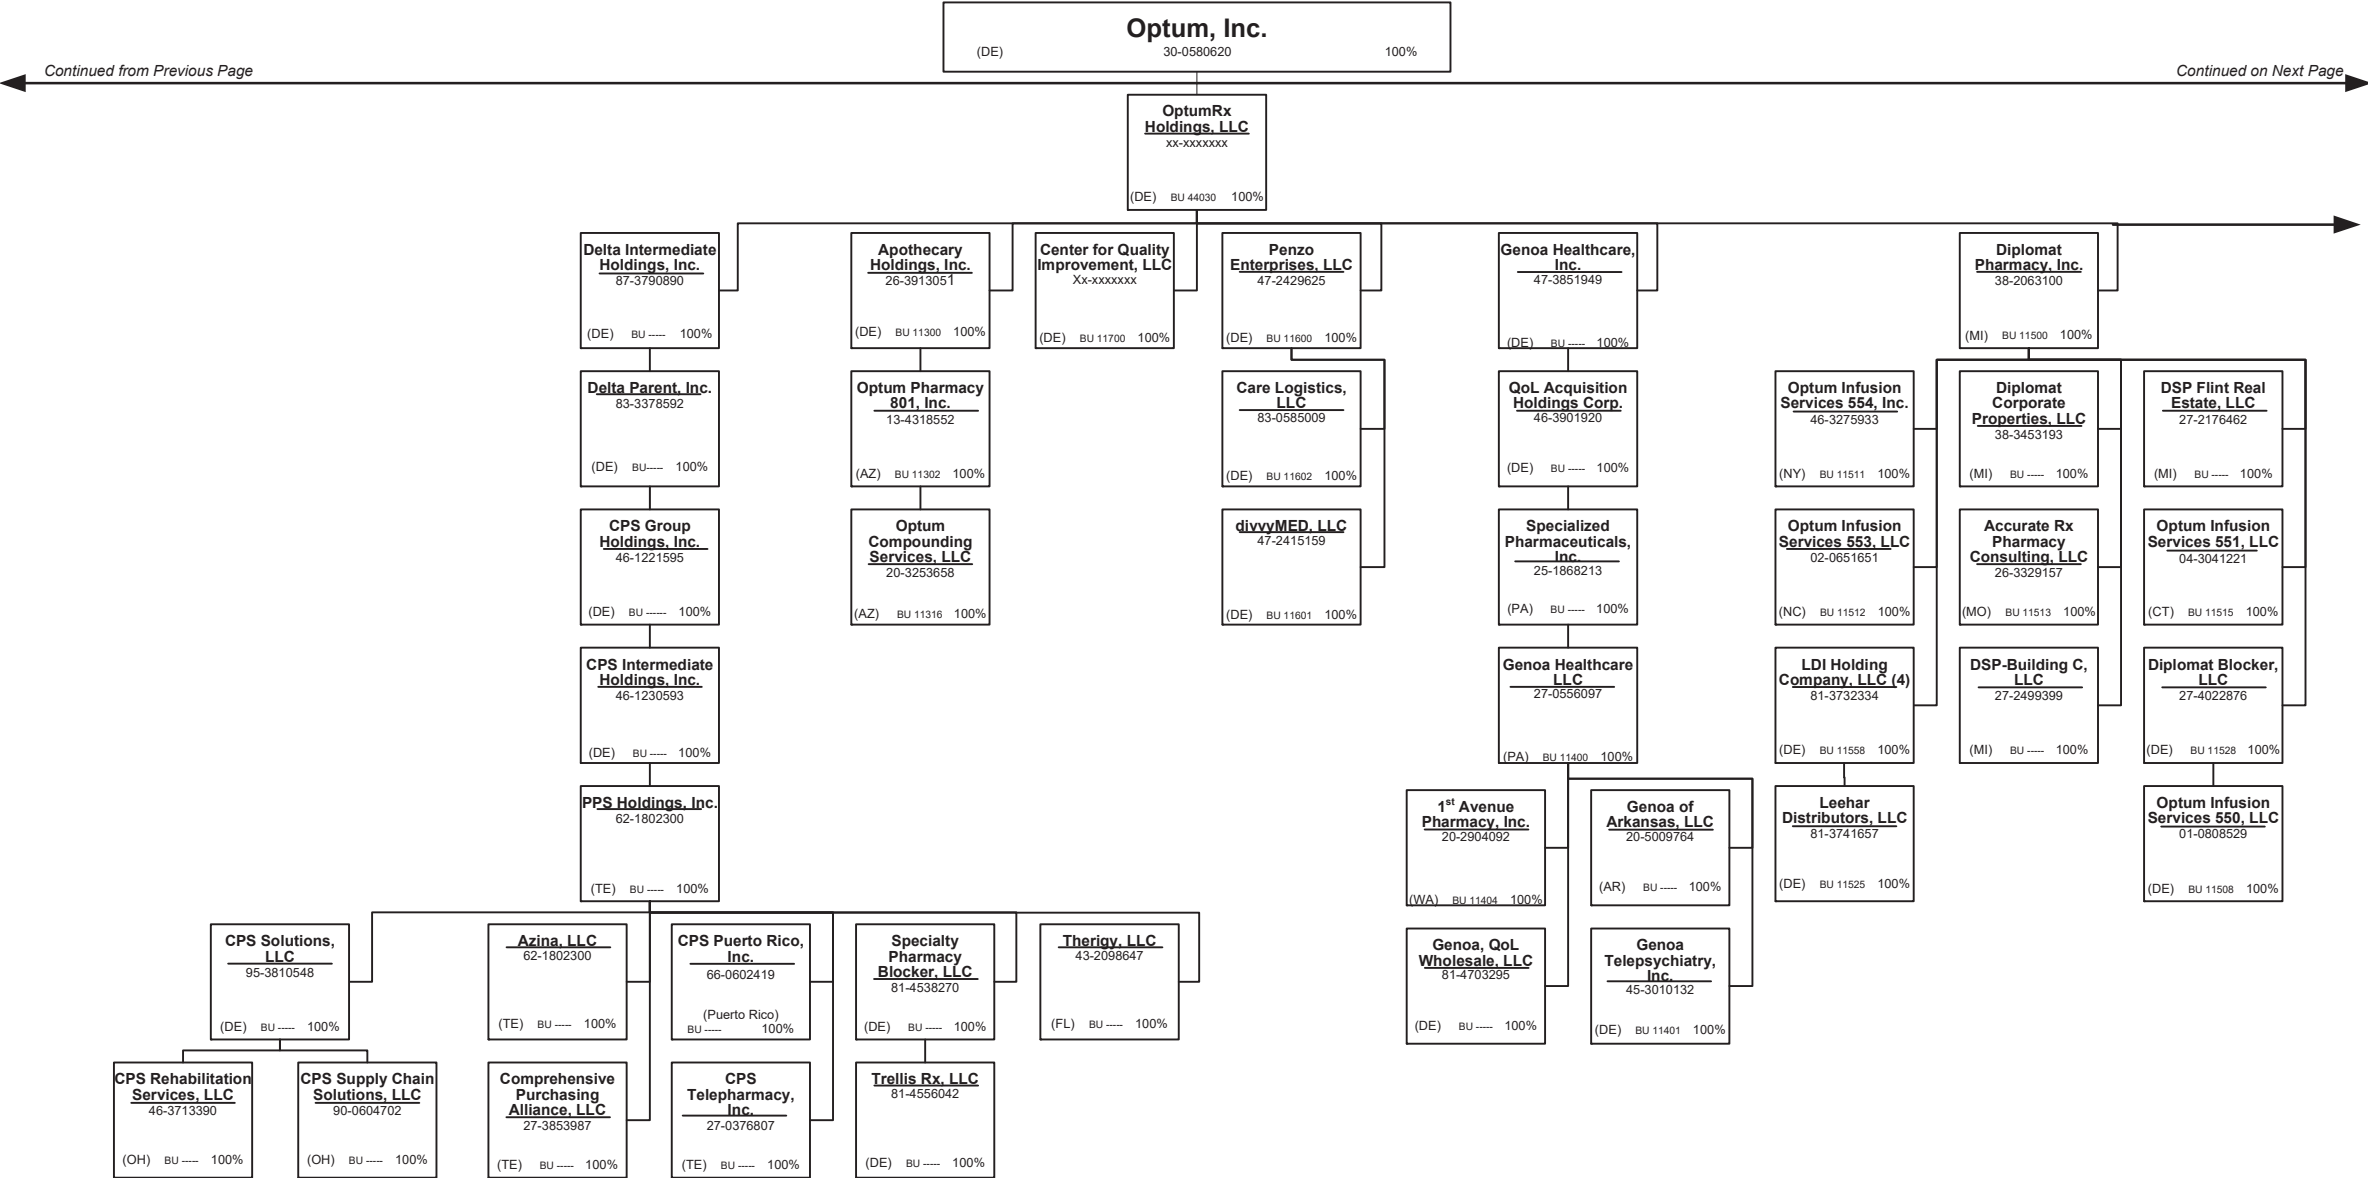 Optum, Inc.
(DE) 30-0580620 100%
Continued from Previous Page
Continued on Next Page
OptumRx
Holdings, LLC
xx-xxxxxxx
(DE) BU 44030 100%
Delta Intermediate
Holdings, Inc.
87-3790890
(DE) BU ----- 100%
Apothecary
Holdings, Inc.
26-3913051
(DE) BU 11300 100%
Center for Quality
Improvement, LLC
Xx-xxxxxxx
(DE) BU 11700 100%
Penzo
Enterprises, LLC
47-2429625
(DE) BU 11600 100%
Genoa Healthcare,
Inc.
47-3851949
(DE) BU ----- 100%
Diplomat
Pharmacy, Inc.
38-2063100
(MI) BU 11500 100%
Delta Parent, Inc.
83-3378592
(DE) BU----- 100%
Optum Pharmacy
801, Inc.
13-4318552
(AZ) BU 11302 100%
Care Logistics,
LLC
83-0585009
(DE) BU 11602 100%
QoL Acquisition
Holdings Corp.
46-3901920
(DE) BU ----- 100%
Optum Infusion
Services 554, Inc.
46-3275933
(NY) BU 11511 100%
Diplomat
Corporate
Properties, LLC
38-3453193
(MI) BU ----- 100%
DSP Flint Real
Estate, LLC
27-2176462
(MI) BU ----- 100%
CPS Group
Holdings, Inc.
46-1221595
(DE) BU ------ 100%
Optum
Compounding
Services, LLC
20-3253658
(AZ) BU 11316 100%
divvyMED, LLC
47-2415159
(DE) BU 11601 100%
Specialized
Pharmaceuticals,
Inc.
25-1868213
(PA) BU ----- 100%
Optum Infusion
Services 553, LLC
02-0651651
(NC) BU 11512 100%
Accurate Rx
Pharmacy
Consulting, LLC
26-3329157
(MO) BU 11513 100%
Optum Infusion
Services 551, LLC
04-3041221
(CT) BU 11515 100%
CPS Intermediate
Holdings, Inc.
46-1230593
(DE) BU ----- 100%
Genoa Healthcare
LLC
27-0556097
(PA) BU 11400 100%
LDI Holding
Company, LLC (4)
81-3732334
(DE) BU 11558 100%
DSP-Building C,
LLC
27-2499399
(MI) BU ----- 100%
Diplomat Blocker,
LLC
27-4022876
(DE) BU 11528 100%
PPS Holdings, Inc.
62-1802300
(TE) BU ----- 100%
1st Avenue
Pharmacy, Inc.
20-2904092
(WA) BU 11404 100%
Genoa of
Arkansas, LLC
20-5009764
(AR) BU ----- 100%
Leehar
Distributors, LLC
81-3741657
(DE) BU 11525 100%
Optum Infusion
Services 550, LLC
01-0808529
(DE) BU 11508 100%
CPS Solutions,
LLC
95-3810548
(DE) BU ----- 100%
Azina, LLC
62-1802300
(TE) BU ----- 100%
CPS Puerto Rico,
Inc.
66-0602419
(Puerto Rico)
BU ----- 100%
Specialty
Pharmacy
Blocker, LLC
81-4538270
(DE) BU ----- 100%
Therigy, LLC
43-2098647
(FL) BU ----- 100%
Genoa, QoL
Wholesale, LLC
81-4703295
(DE) BU ----- 100%
Genoa
Telepsychiatry,
Inc.
45-3010132
(DE) BU 11401 100%
CPS Rehabilitation
Services, LLC
46-3713390
(OH) BU ----- 100%
CPS Supply Chain
Solutions, LLC
90-0604702
(OH) BU ----- 100%
Comprehensive
Purchasing
Alliance, LLC
27-3853987
(TE) BU ----- 100%
CPS
Telepharmacy,
Inc.
27-0376807
(TE) BU ----- 100%
Trellis Rx, LLC
81-4556042
(DE) BU ----- 100%